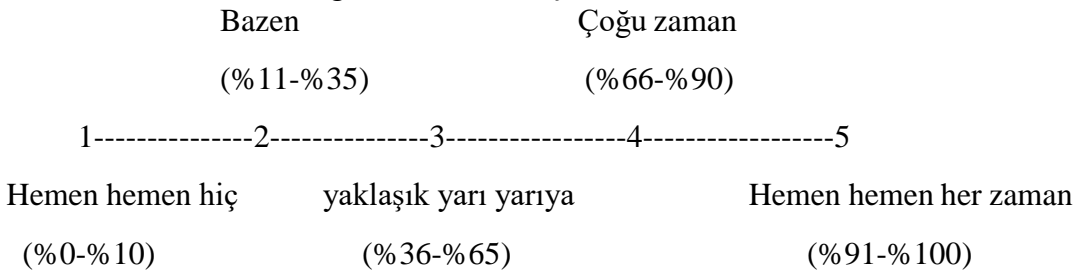 Bazen Çoğu zaman
(%11-%35) (%66-%90)
1---------------2---------------3-----------------4------------------5
Hemen hemen hiç yaklaşık yarı yarıya Hemen hemen her zaman
(%0-%10) (%36-%65) (%91-%100)